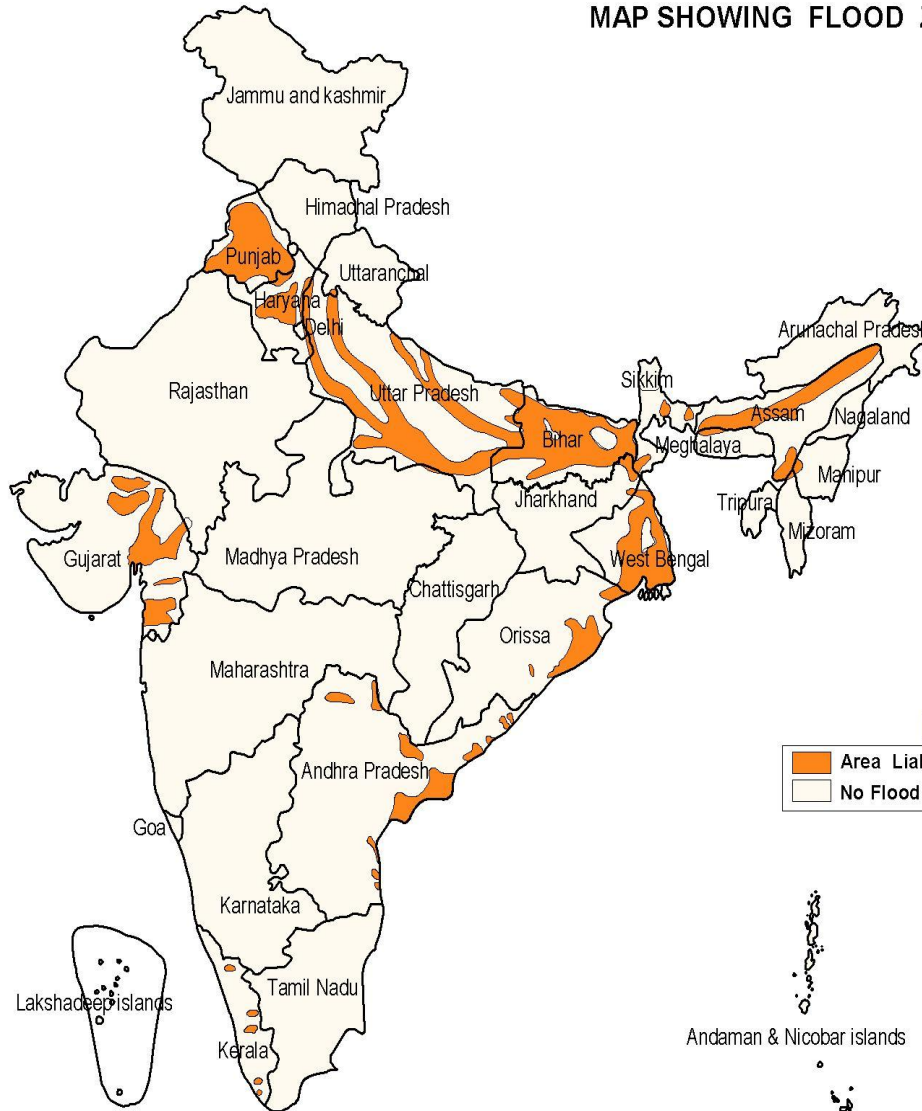 MAP SHOWING FLOOD
Jammu and kashmir
Himachal Pradesh
Punjab
Uttaranchal
Haryana
Delhi
Arunachal Pradesh
Rajasthan
Uttar Pradesh
Sikkim
Assam
Nagaland
Bihar
Meghalaya
Manipur
Jharkhand
Tripura
Mizoram
Gujarat
Madhya Pradesh
West Bengal
Chattisgarh
Orissa
Maharashtra
Andhra Pradesh
Area Lia
No Flood
Goa
Karnataka
Tamil Nadu
Lakshadeep islands
Kerala
Andaman & Nicobar islands